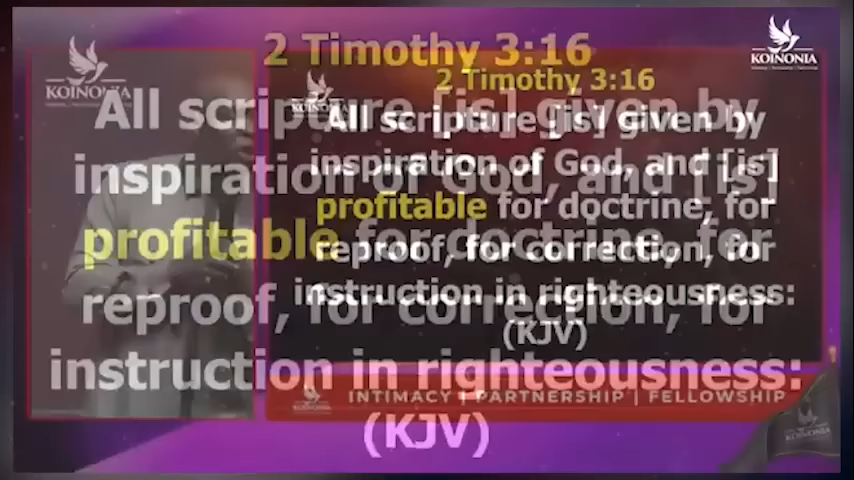 KOINONIA
2 Timothy 3:16
All scripture [is] given by
inspiration of God, and [is]
profitable for doctrine, for
reproof, for correction, for
instruction in righteousness:
(KJV)
KOINONIA
2 Timothy 3:16
All scripture [is] given by
inspiration of God, and [is]
profitable for doctrine, for
reproof, for correction, for
instruction in righteousness:
(KJV)
INTIMACY | PARTNERSHIP | FELLOWSHIP